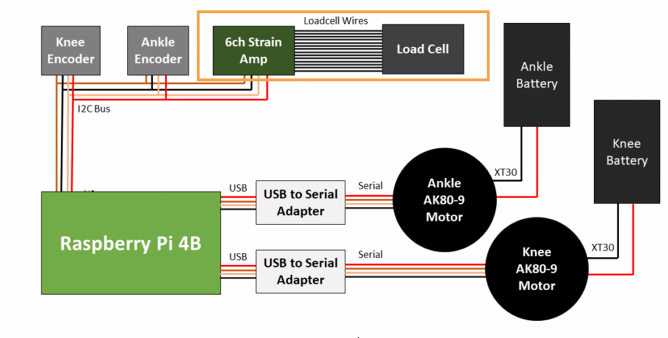 Loadcell Wires
Knee
Encoder
Ankle
Encoder
6ch Strain
Amp
Load Cell
Ankle
Battery
I2C Bus
Knee
Battery
XT30
USB
USB to Serial
Adapter
Serial
Ankle
AK80-9
Motor
Raspberry Pi 4B
USB
USB to Serial
Adapter
Serial
Knee
AK80-9
Motor
XT30